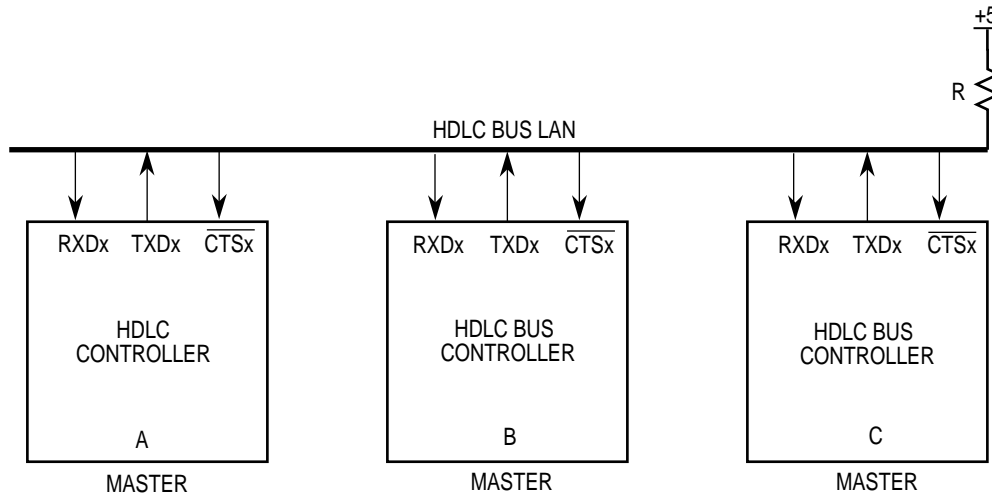 +5
R
HDLC BUS LAN
RXDx TXDx CTSx
RXDx TXDx CTSx
RXDx TXDx CTSx
HDLC
CONTROLLER
A
MASTER
HDLC BUS
CONTROLLER
B
MASTER
HDLC BUS
CONTROLLER
C
MASTER